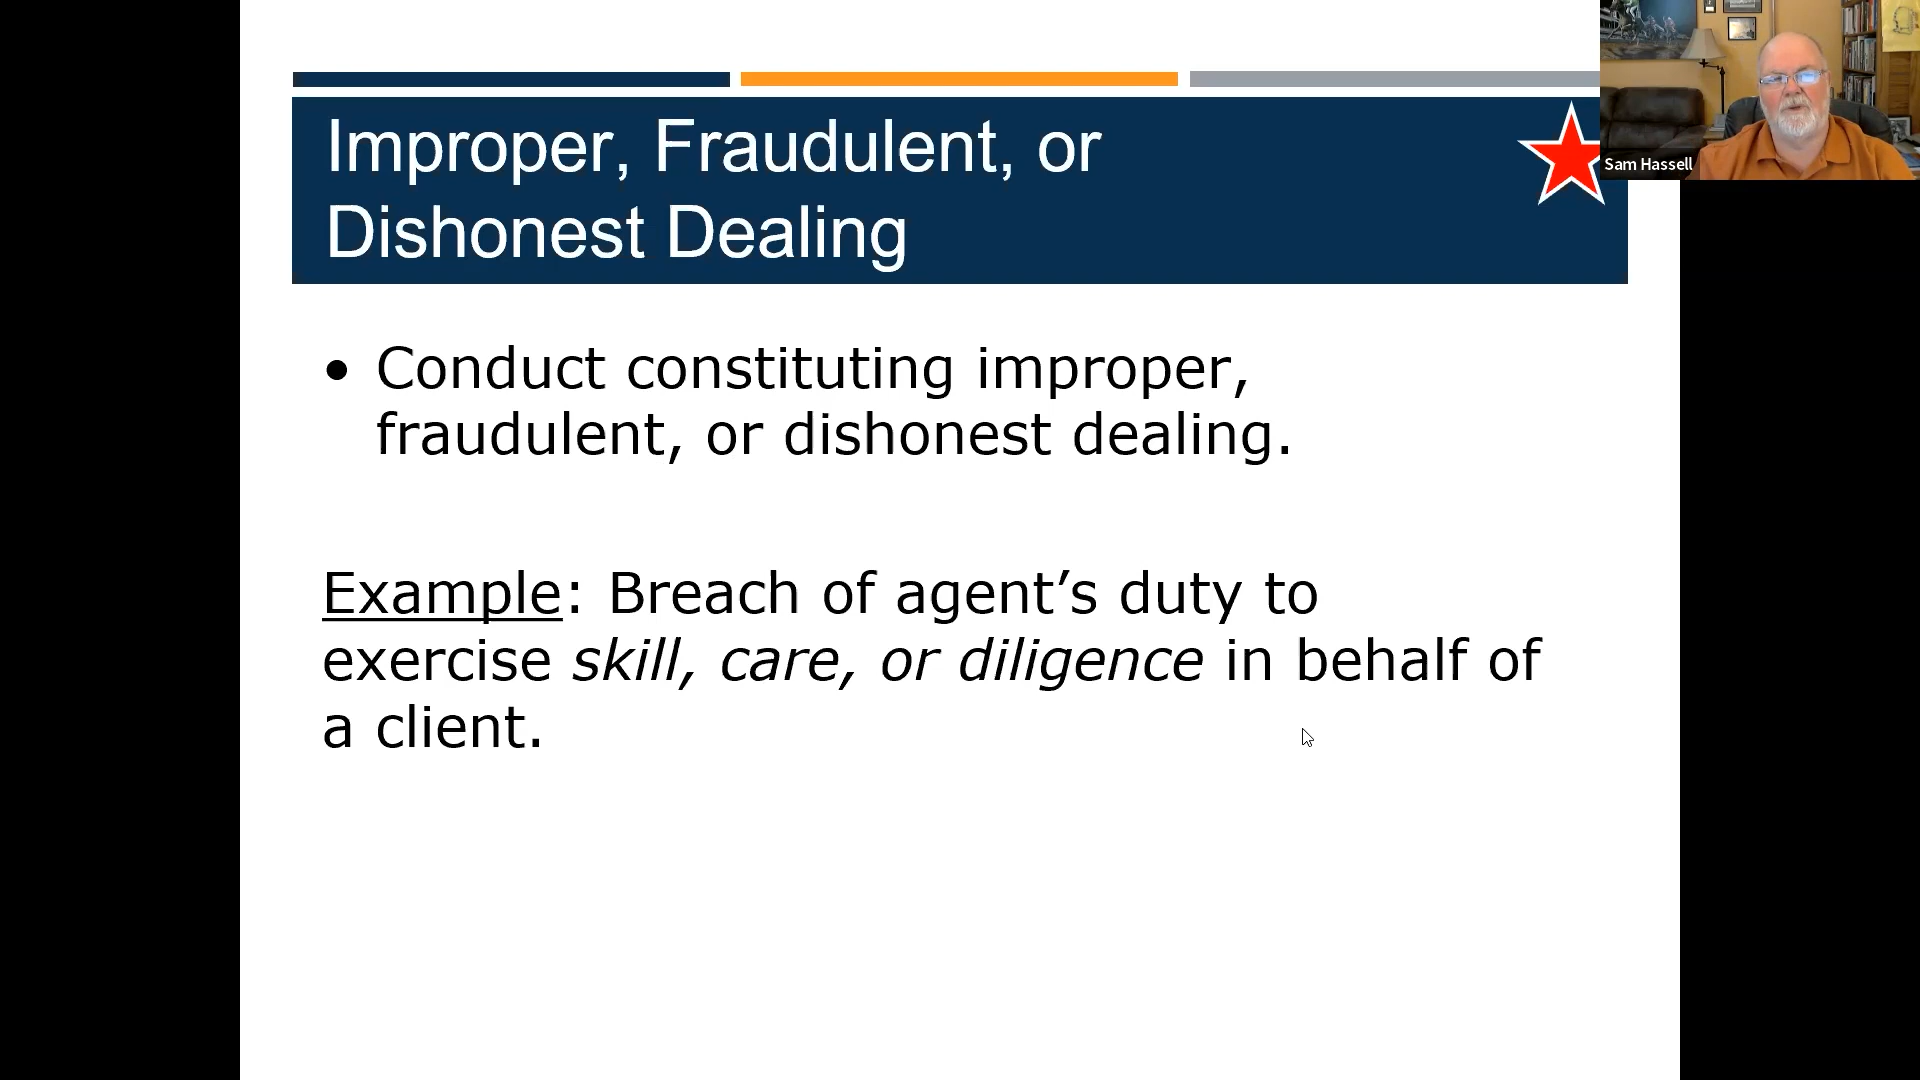 Improper, Fraudulent, or
Dishonest Dealing
Sam Hassell
• Conduct constituting improper,
fraudulent, or dishonest dealing.
Example: Breach of agent’s duty to
exercise skill, care, or diligence in behalf of
a client.